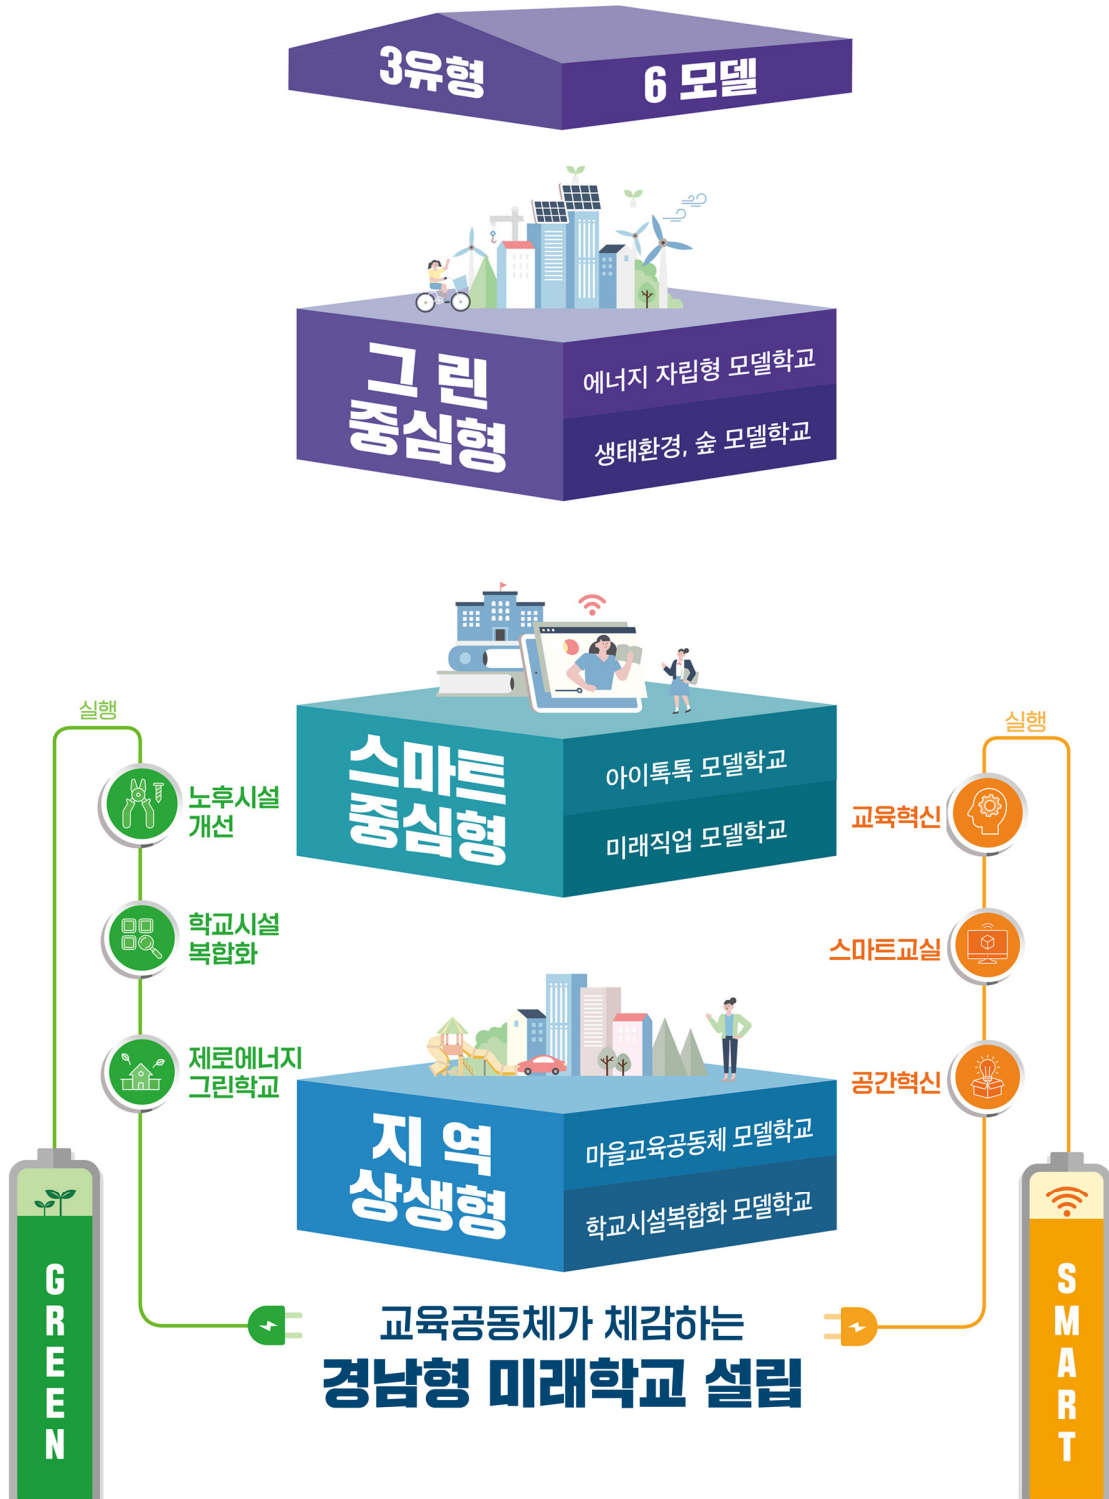 3유형
6 모델
그 린
중심형
에너지 자립형 모델학교
생태환경, 숲 모델학교
스마트
중심형
아이톡톡 모델학교
미래직업 모델학교
지 역
상생형
마을교육공동체 모델학교
학교시설복합화 모델학교
실행
노후시설
개선
학교시설
복합화
제로에너지
그린학교
GREEN
실행
교육혁신
스마트교실
공간혁신
SMART
교육공동체가 체감하는
경남형 미래학교 설립